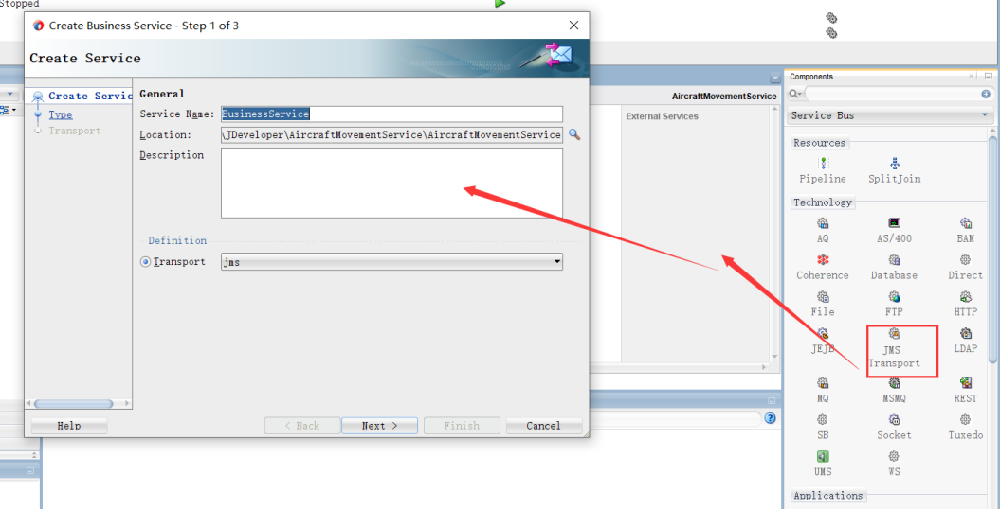 Stopped
Create Business Service - Step 1 of 3
Create Service
Create Servic
Type
Transport
General
Service Name: BusinessService
Location: \JDeveloper\AircraftMovementService\AircraftMovementService
Description
Definition
Transport jms
Help < Back Next > Finish Cancel
AircraftMovementService
External Services
Components
Service Bus
Resources
Pipeline SplitJoin
Technology
AQ AS/400 BAM
Coherence Database Direct
File FTP HTTP
JEJB JMS Transport LDAP
MQ MSMQ REST
SB Socket Tuxedo
UMS WS
Applications